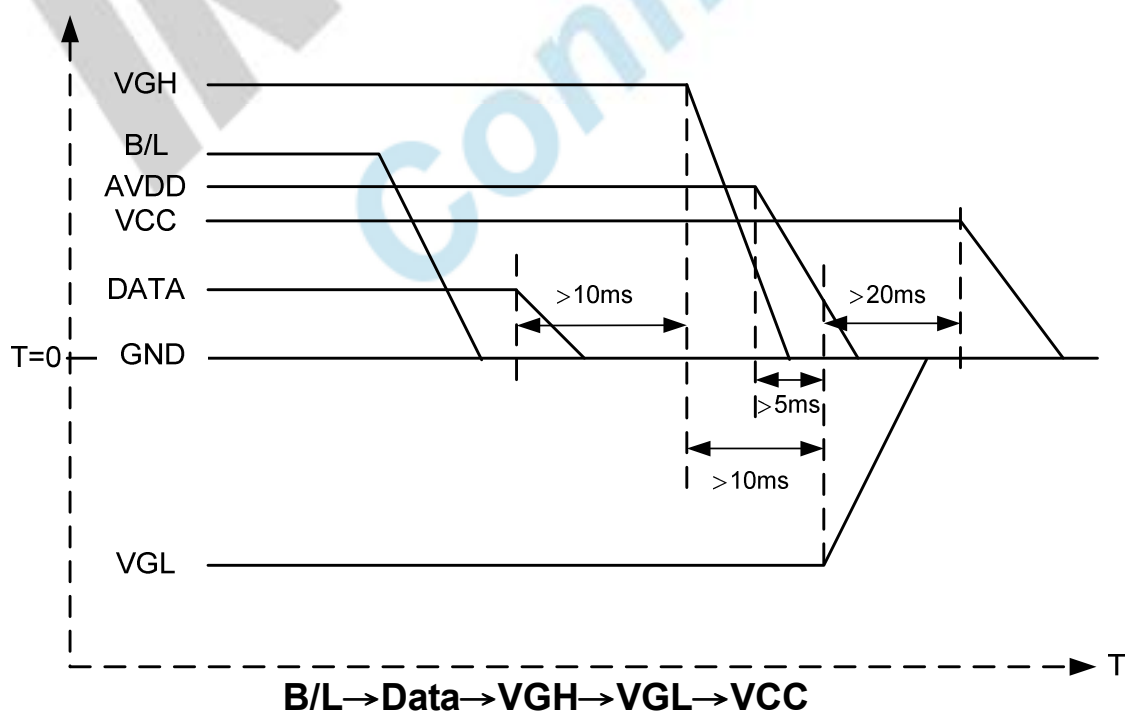 VGH
B/L
AVDD
VCC
DATA
>10ms
>20ms
T=0
GND
>5ms
>10ms
VGL
T
B/L→Data→VGH→VGL→VCC